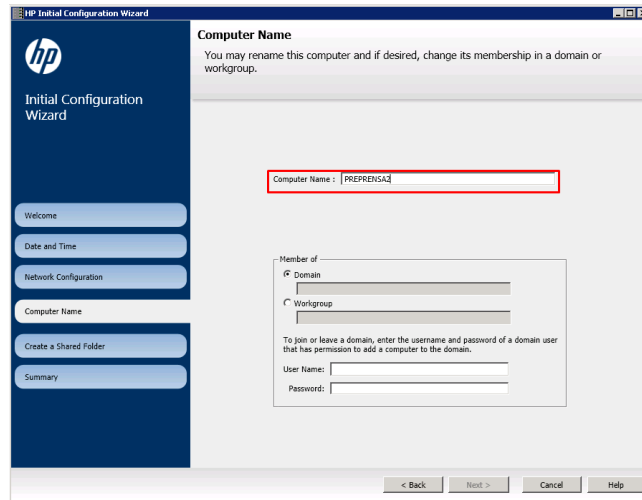 HP Initial Configuration Wizard
hp
Initial Configuration
Wizard
Welcome
Date and Time
Network Configuration
Computer Name
Create a Shared Folder
Summary
Computer Name
You may rename this computer and if desired, change its membership in a domain or
workgroup.
Computer Name : PREPRENSA2
Member of
Domain
Workgroup
To join or leave a domain, enter the username and password of a domain user
that has permission to add a computer to the domain.
User Name:
Password:
< Back Next > Cancel Help